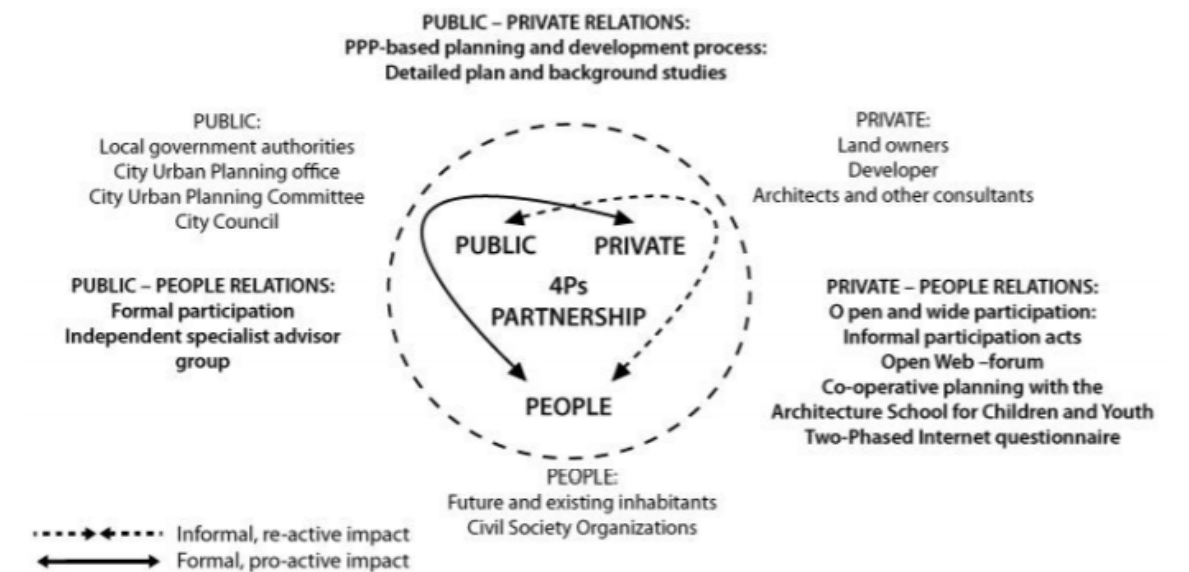 PUBLIC – PRIVATE RELATIONS:
PPP-based planning and development process:
Detailed plan and background studies
PUBLIC:
Local government authorities
City Urban Planning office
City Urban Planning Committee
City Council
PRIVATE:
Land owners
Developer
Architects and other consultants
PUBLIC PRIVATE
4Ps
PARTNERSHIP
PEOPLE
PUBLIC – PEOPLE RELATIONS:
Formal participation
Independent specialist advisor
group
PRIVATE – PEOPLE RELATIONS:
O pen and wide participation:
Informal participation acts
Open Web –forum
Co-operative planning with the
Architecture School for Children and Youth
Two-Phased Internet questionnaire
PEOPLE:
Future and existing inhabitants
Civil Society Organizations
Informal, re-active impact
Formal, pro-active impact